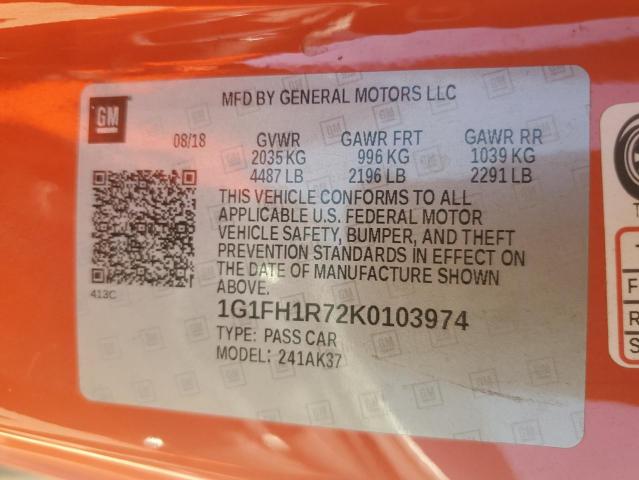 MFD BY GENERAL MOTORS LLC
GM
08/18 GVWR GAWR FRT GAWR RR
2035 KG 996 KG 1039 KG
4487 LB 2196 LB 2291 LB
THIS VEHICLE CONFORMS TO ALL
APPLICABLE U.S. FEDERAL MOTOR
VEHICLE SAFETY, BUMPER, AND THEFT
PREVENTION STANDARDS IN EFFECT ON
THE DATE OF MANUFACTURE SHOWN
ABOVE.
413C
1G1FH1R72K0103974
TYPE: PASS CAR
MODEL: 241AK37